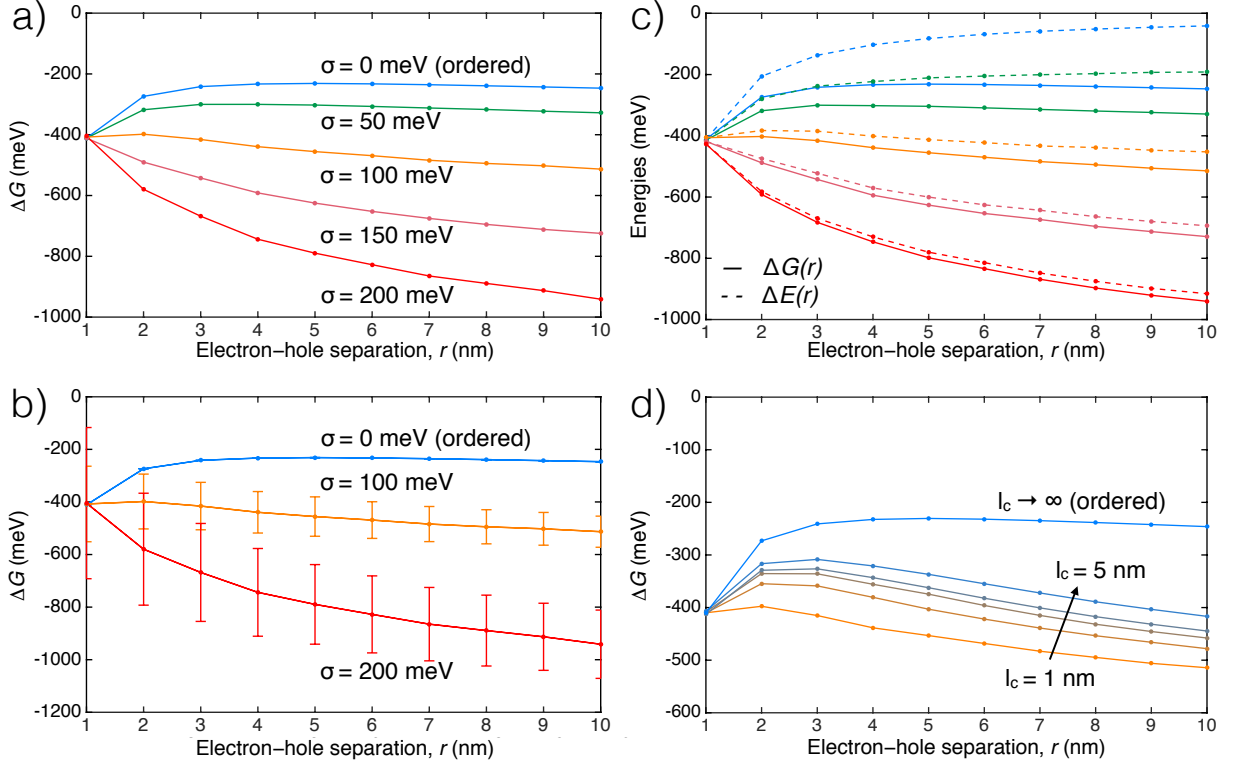 a)
0
-200
-400
-600
-800
-1000
ΔG (meV)
σ = 0 meV (ordered)
σ = 50 meV
σ = 100 meV
σ = 150 meV
σ = 200 meV
1 2 3 4 5 6 7 8 9 10
Electron−hole separation, r (nm)
c)
0
-200
-400
-600
-800
-1000
Energies (meV)
ΔG(r)
ΔE(r)
1 2 3 4 5 6 7 8 9 10
Electron−hole separation, r (nm)
b)
0
-200
-400
-600
-800
-1000
-1200
ΔG (meV)
σ = 0 meV (ordered)
σ = 100 meV
σ = 200 meV
1 2 3 4 5 6 7 8 9 10
Electron−hole separation, r (nm)
d)
0
-100
-200
-300
-400
-500
-600
ΔG (meV)
lc → ∞ (ordered)
lc = 5 nm
lc = 1 nm
1 2 3 4 5 6 7 8 9 10
Electron−hole separation, r (nm)